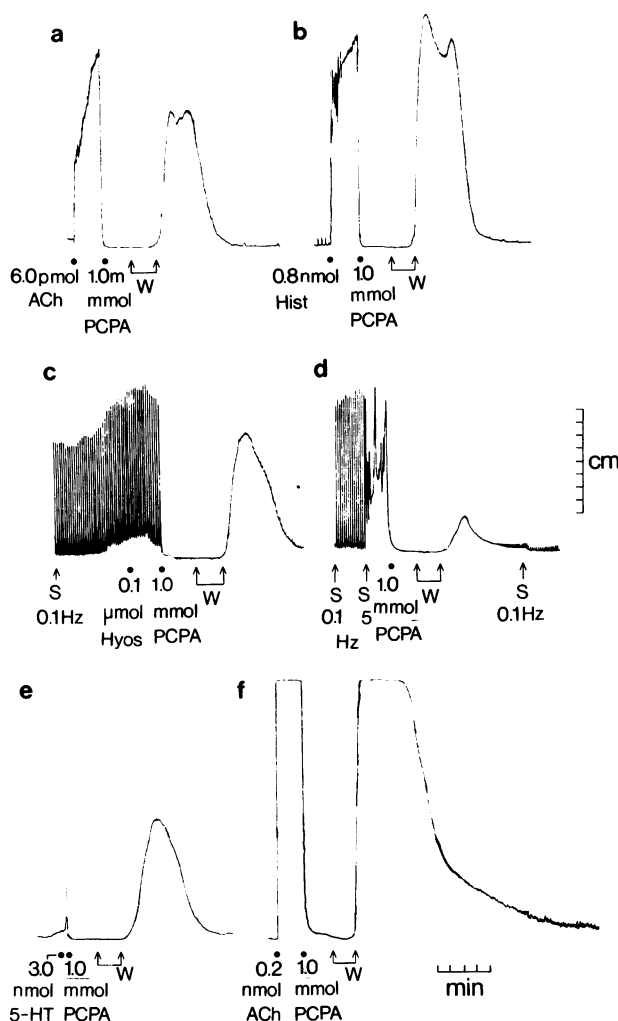 a
b
6.0pmol 1.0m W
ACh mmol
PCPA
0.8nmol 1.0 W
Hist mmol
PCPA
c
d
cm
S 0.1 1.0 W
0.1Hz μmol mmol
Hyos PCPA
S S 1.0 W S
0.1 5 mmol 0.1Hz
Hz PCPA
e
f
3.0 1.0 W
nmol mmol
5-HT PCPA
0.2 1.0 W
nmol mmol
ACh PCPA
min